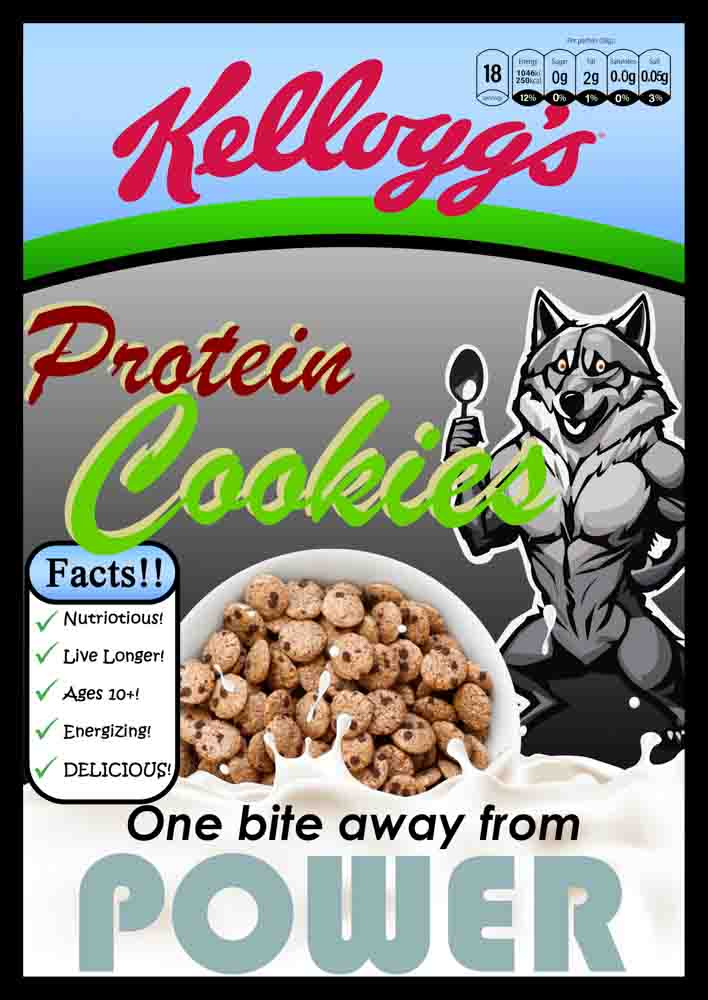 Per portion (30g)
18 servings
Energy 1046kj 250kcal 12%
Sugar 0g 0%
Fat 2g 1%
Saturates 0.0g 0%
Salt 0.05g 3%
Kellogg's
Protein
Cookies
Facts!!
Nutriotious!
Live Longer!
Ages 10+!
Energizing!
DELICIOUS!
One bite away from
POWER